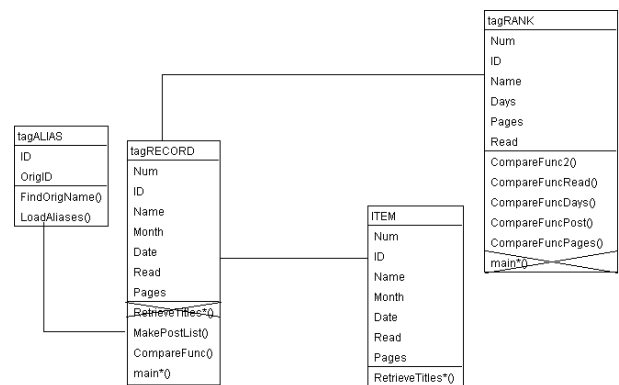 tagRANK
Num
ID
Name
Days
Pages
Read
CompareFunc2()
CompareFuncRead()
CompareFuncDays()
CompareFuncPost()
CompareFuncPages()
main*()
tagALIAS
ID
OrigID
FindOrigName()
LoadAliases()
tagRECORD
Num
ID
Name
Month
Date
Read
Pages
RetrieveTitles*()
MakePostList()
CompareFunc()
main*()
ITEM
Num
ID
Name
Month
Date
Read
Pages
RetrieveTitles*()